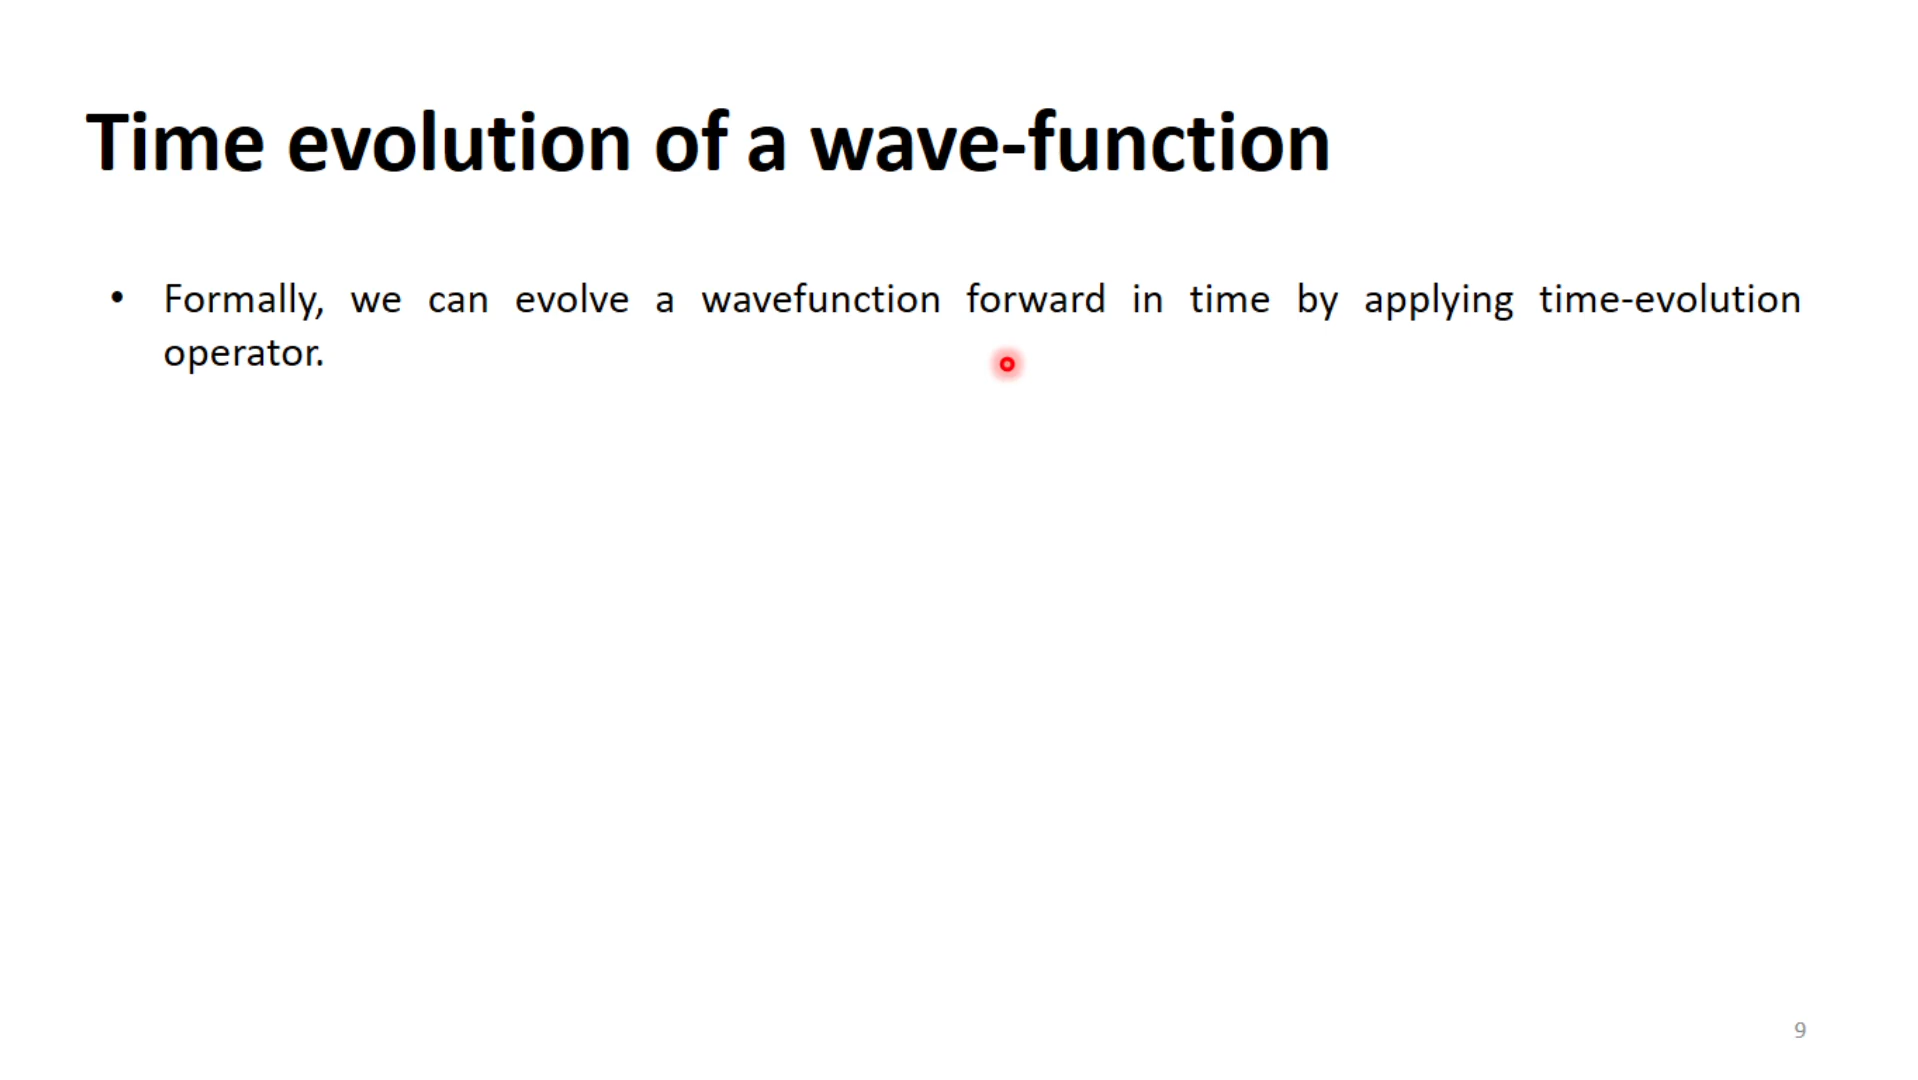 Time evolution of a wave-function
• Formally, we can evolve a wavefunction forward in time by applying time-evolution
operator.
9